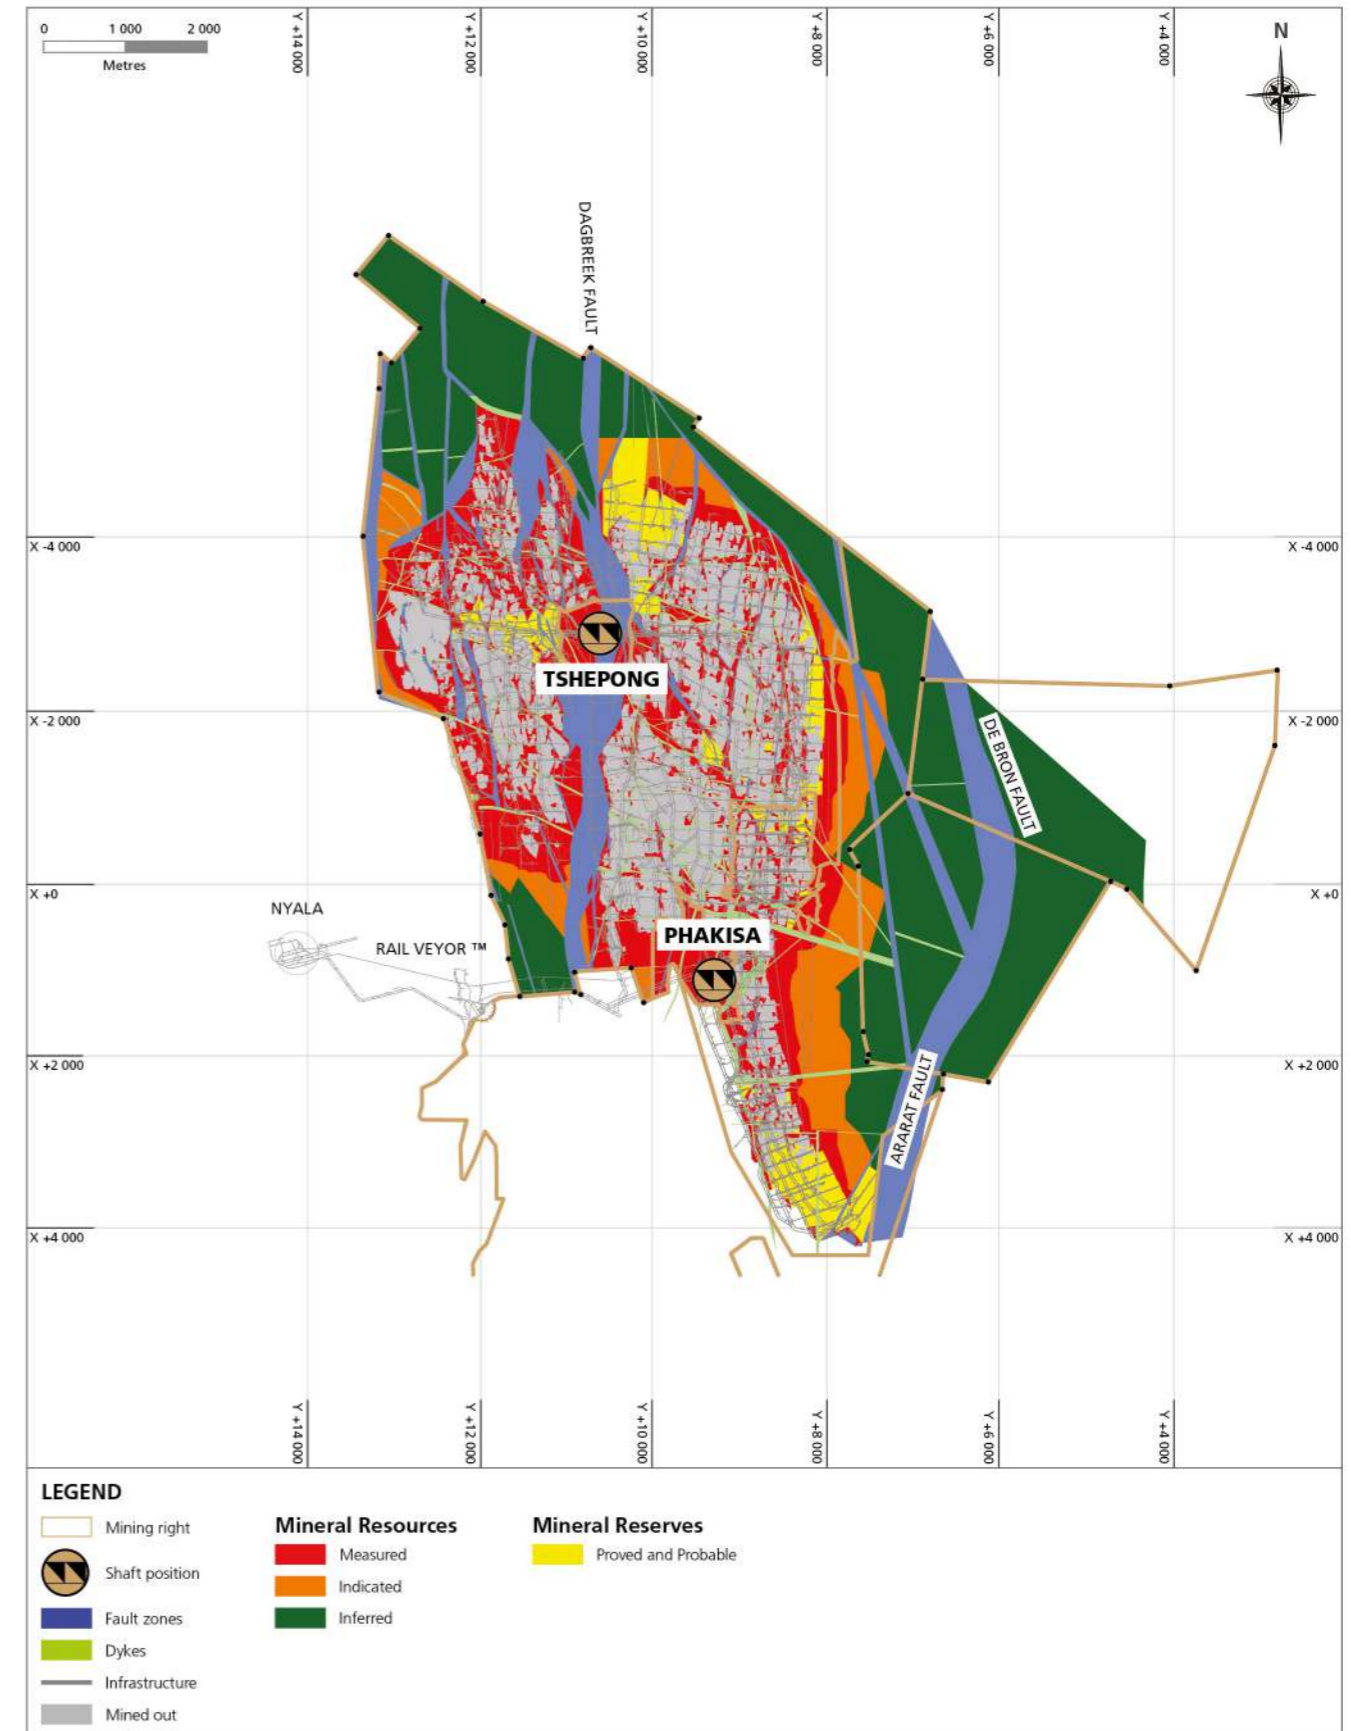 0 1 000 2 000
Metres
Y +14 000
Y +12 000
Y +10 000
Y +8 000
Y +6 000
Y +4 000
N
DAGBREEK FAULT
X -4 000
X -4 000
TSHEPONG
X -2 000
X -2 000
DE BRON FAULT
X +0
X +0
NYALA
RAIL VEYOR ™
PHAKISA
X +2 000
X +2 000
ARARAT FAULT
X +4 000
X +4 000
Y +14 000
Y +12 000
Y +10 000
Y +8 000
Y +6 000
Y +4 000
LEGEND
Mining right
Shaft position
Fault zones
Dykes
Infrastructure
Mined out
Mineral Resources
Measured
Indicated
Inferred
Mineral Reserves
Proved and Probable